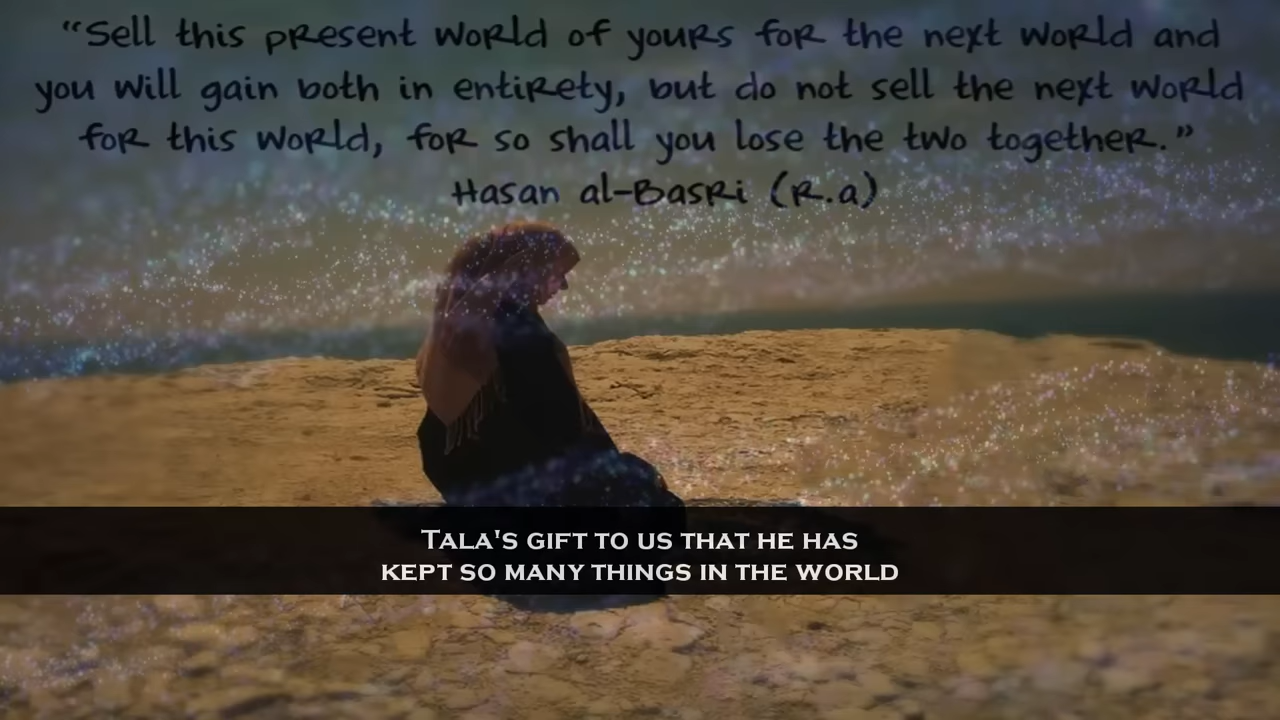 “Sell this present world of yours for the next world and
you will gain both in entirety, but do not sell the next world
for this world, for so shall you lose the two together.”
Hasan al-Basri (R.a)
TALA'S GIFT TO US THAT HE HAS
KEPT SO MANY THINGS IN THE WORLD